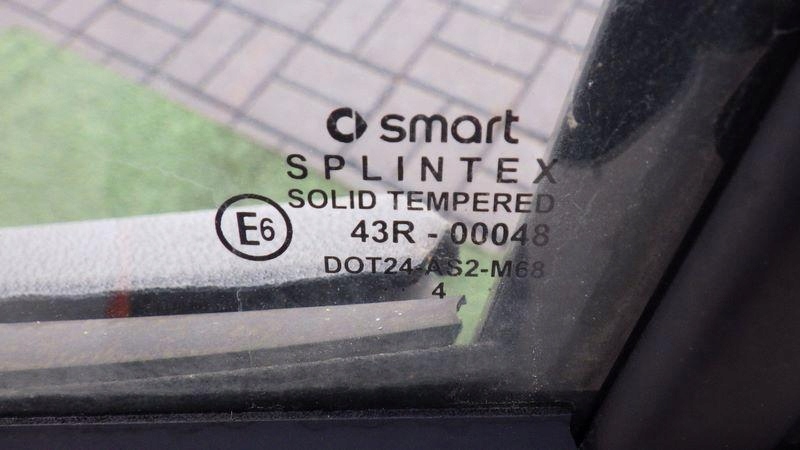 smart
SPLINTEX
SOLID TEMPERED
E6 43R - 00048
DOT24-AS2-M68
4